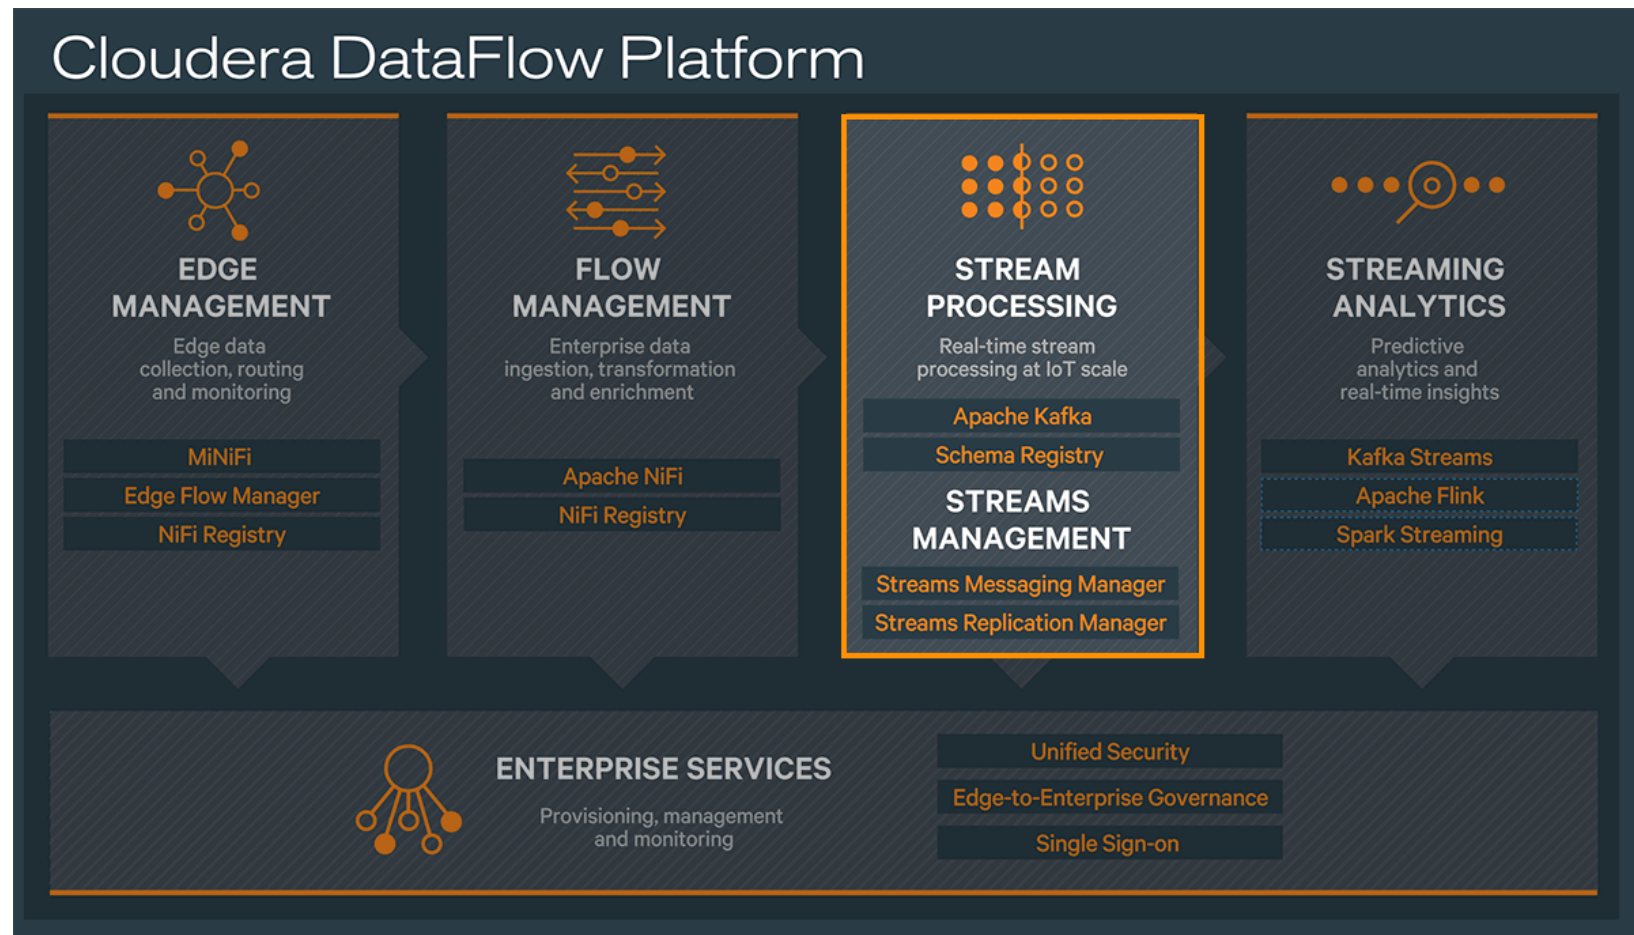 Cloudera DataFlow Platform
EDGE
MANAGEMENT
Edge data
collection, routing
and monitoring
MiNiFi
Edge Flow Manager
NiFi Registry
FLOW
MANAGEMENT
Enterprise data
ingestion, transformation
and enrichment
Apache NiFi
NiFi Registry
STREAM
PROCESSING
Real-time stream
processing at IoT scale
Apache Kafka
Schema Registry
STREAMS
MANAGEMENT
Streams Messaging Manager
Streams Replication Manager
STREAMING
ANALYTICS
Predictive
analytics and
real-time insights
Kafka Streams
Apache Flink
Spark Streaming
ENTERPRISE SERVICES
Provisioning, management
and monitoring
Unified Security
Edge-to-Enterprise Governance
Single Sign-on